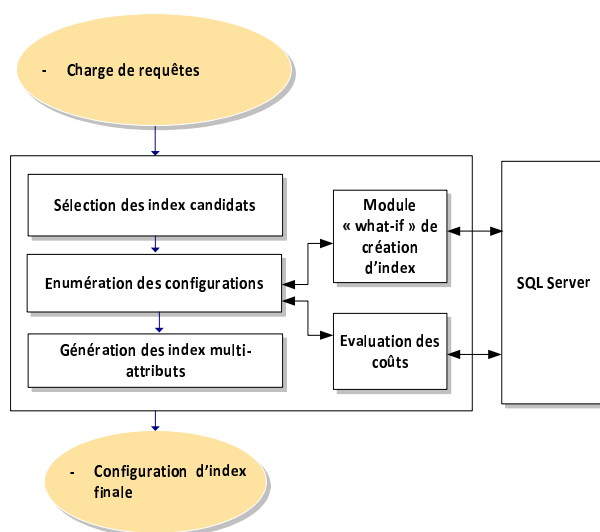 - Charge de requêtes
Sélection des index candidats
Module
« what-if » de
création
d'index
Enumération des configurations
SQL Server
Génération des index multi-
attributs
Evaluation des
coûts
- Configuration d'index
finale